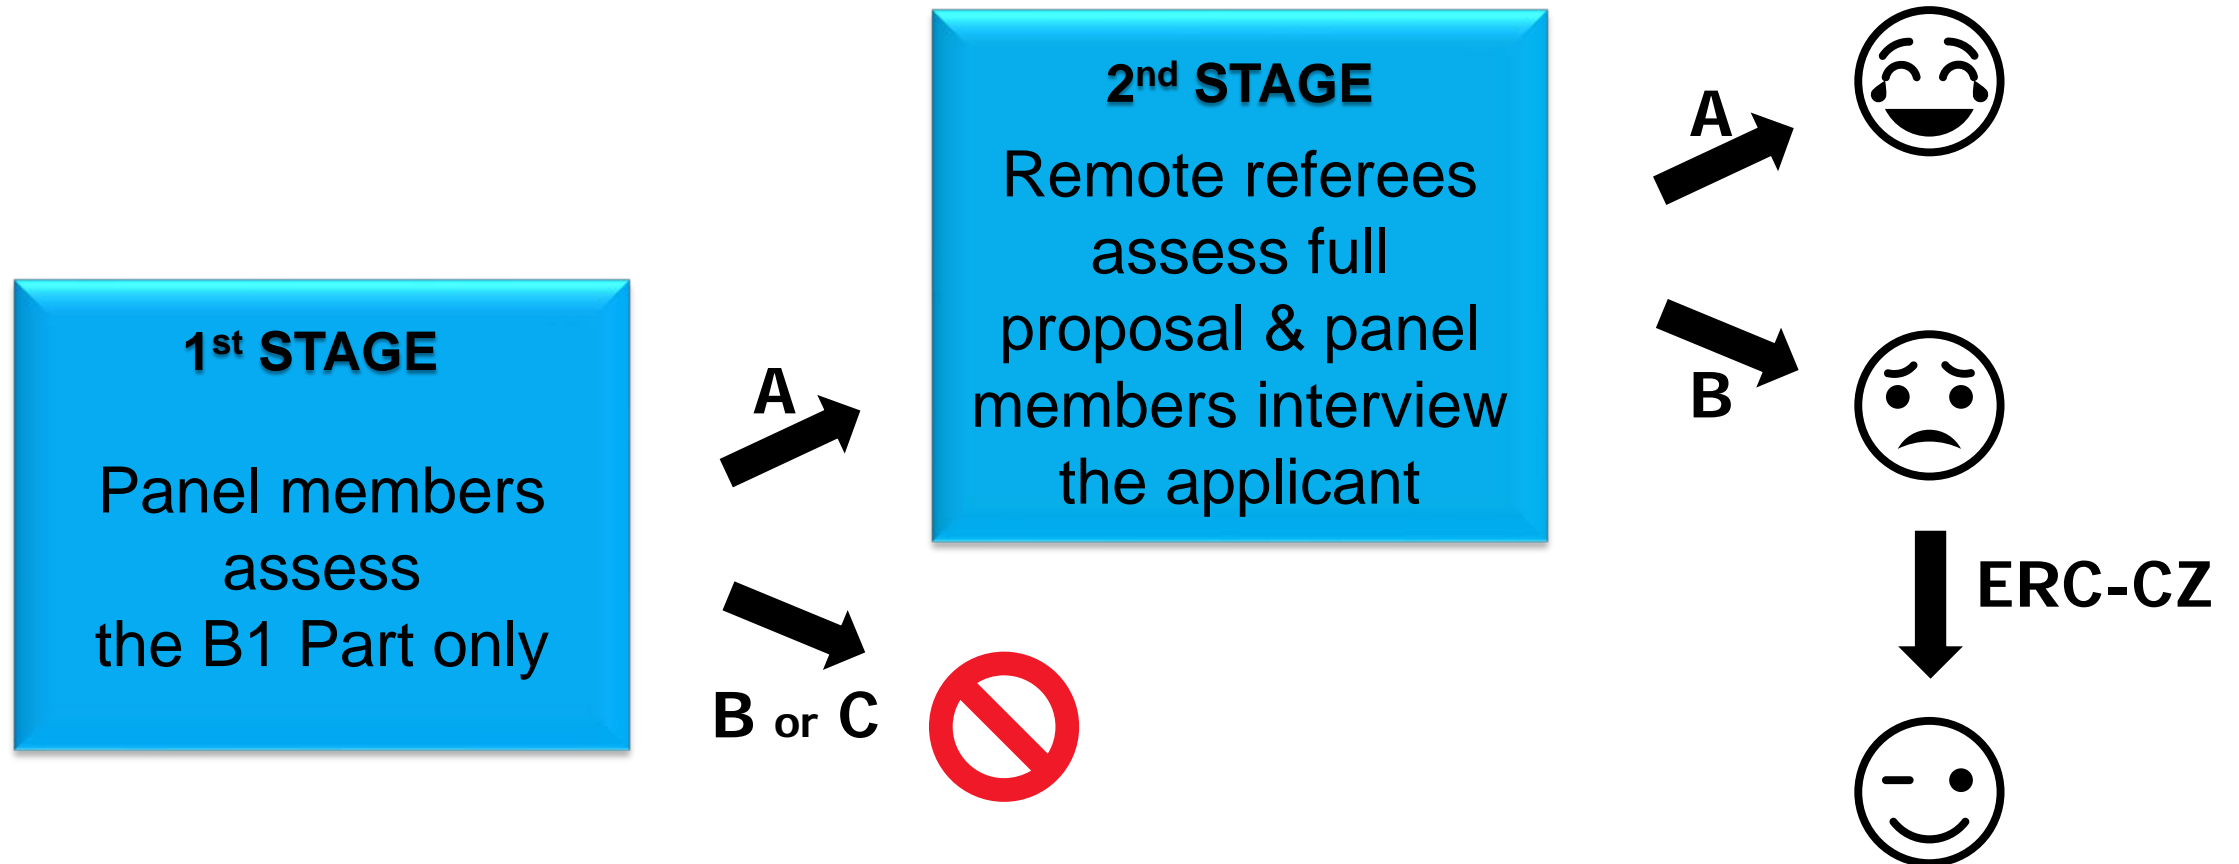 1st STAGE
Panel members
assess
the B1 Part only
A
B or C
2nd STAGE
Remote referees
assess full
proposal & panel
members interview
the applicant
A
B
ERC-CZ